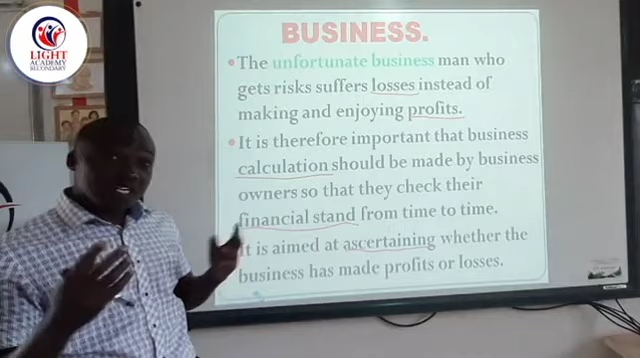 LIGHT
ACADEMY
SECONDARY
BUSINESS.
•The unfortunate business man who
gets risks suffers losses instead of
making and enjoying profits.
•It is therefore important that business
calculation should be made by business
owners so that they check their
financial stand from time to time.
It is aimed at ascertaining whether the
business has made profits or losses.